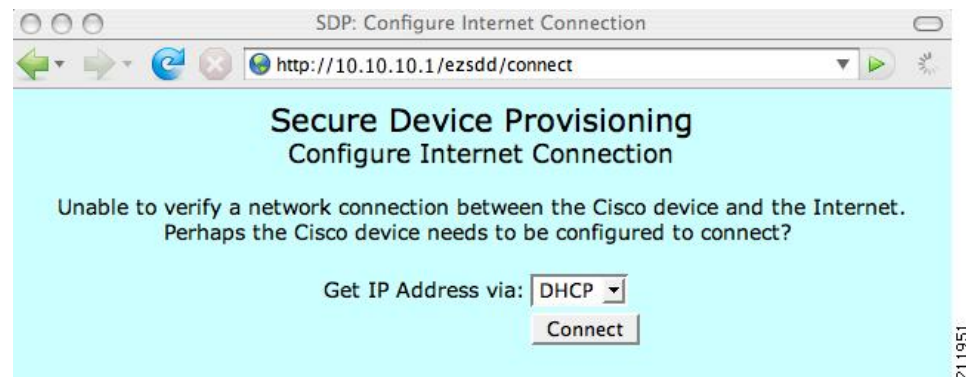 SDP: Configure Internet Connection
http://10.10.10.1/ezsdd/connect
Secure Device Provisioning
Configure Internet Connection
Unable to verify a network connection between the Cisco device and the Internet.
Perhaps the Cisco device needs to be configured to connect?
Get IP Address via: DHCP
Connect
211951